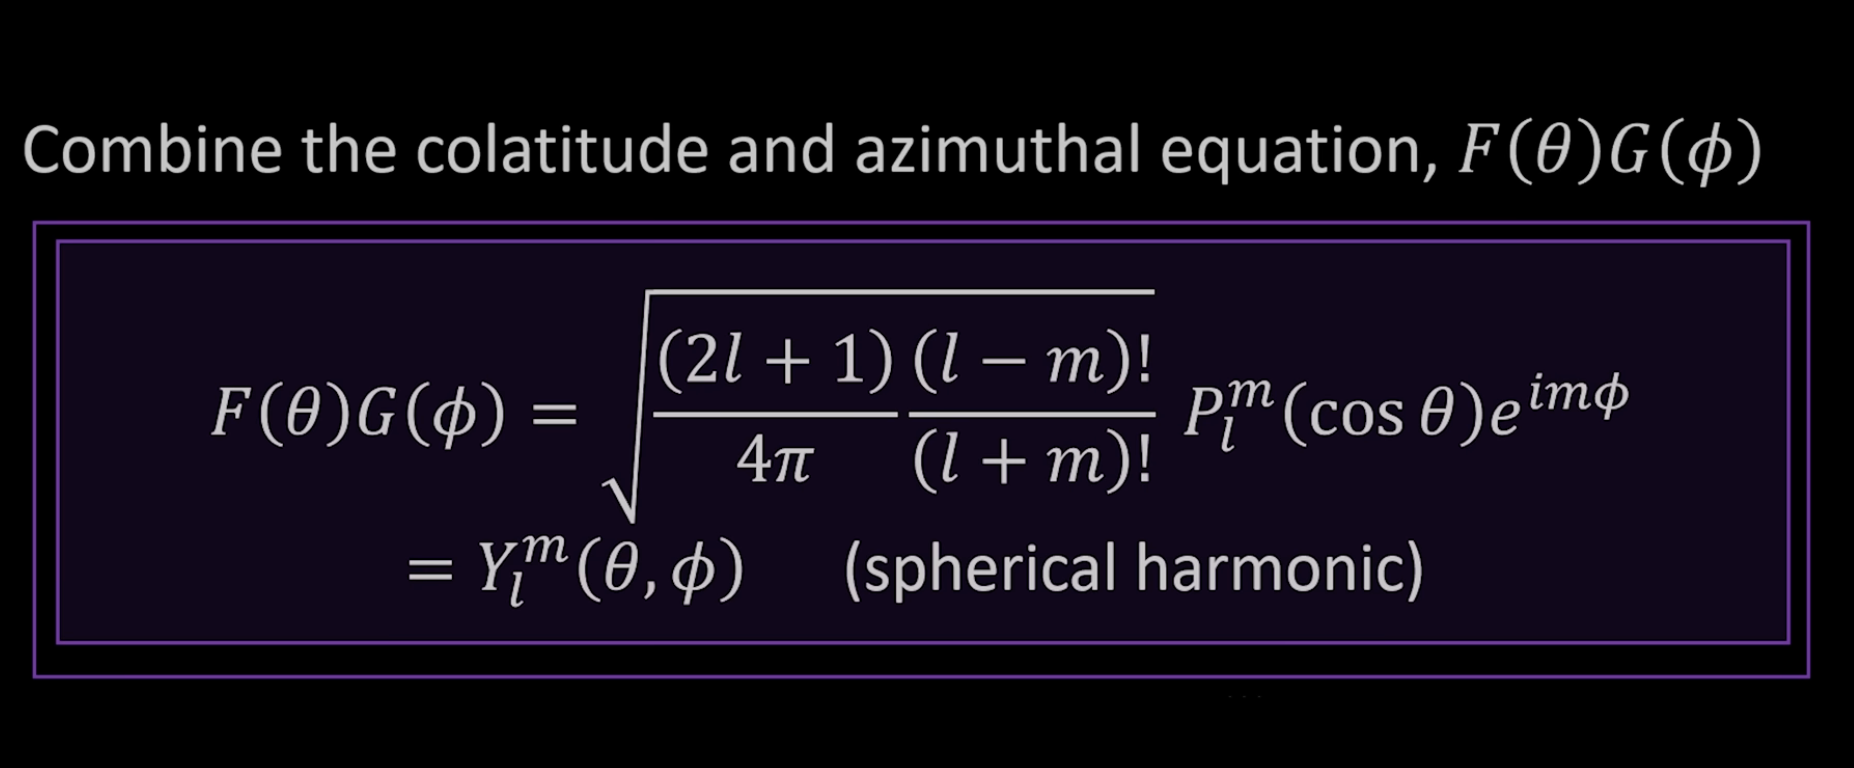 Combine the colatitude and azimuthal equation, F(θ)G(ϕ)
F(θ)G(ϕ) = √((2l + 1)/4π (l − m)!/(l + m)!) P_l^m(cos θ)e^{imϕ}
= Y_l^m(θ, ϕ) (spherical harmonic)